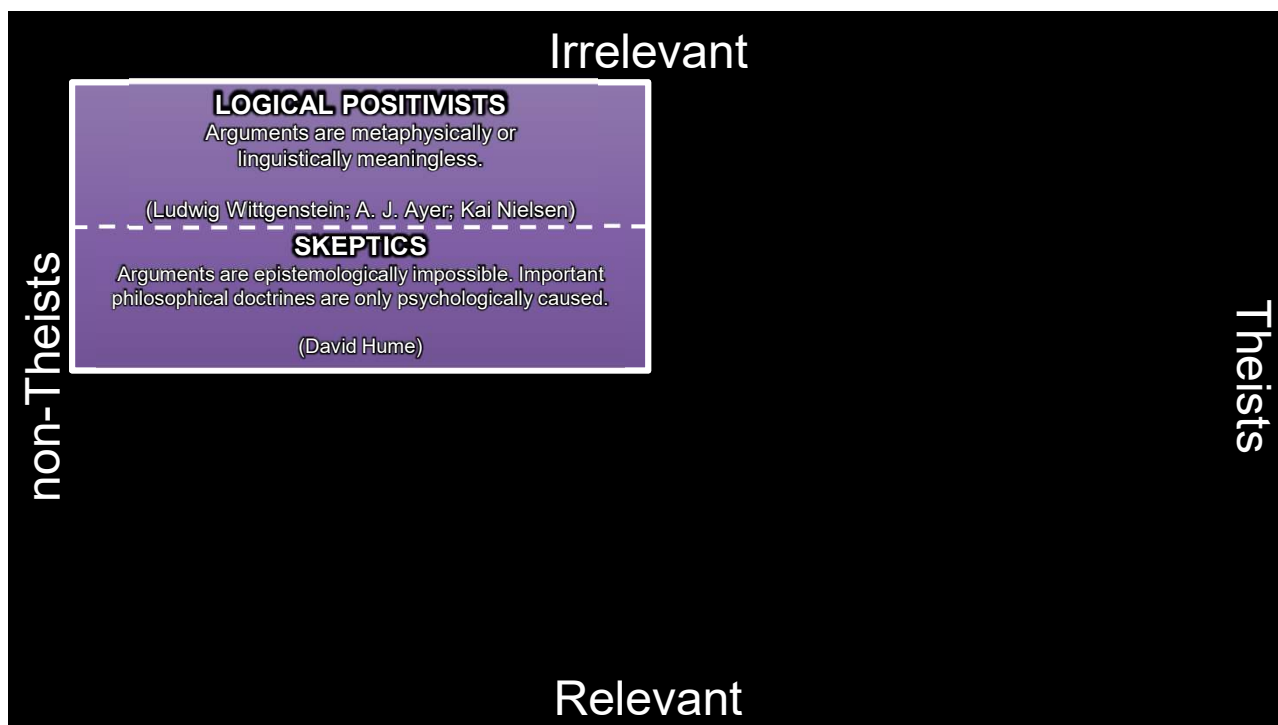 Irrelevant
LOGICAL POSITIVISTS
Arguments are metaphysically or
linguistically meaningless.
(Ludwig Wittgenstein; A. J. Ayer; Kai Nielsen)
SKEPTICS
Arguments are epistemologically impossible. Important
philosophical doctrines are only psychologically caused.
(David Hume)
non-Theists
Theists
Relevant